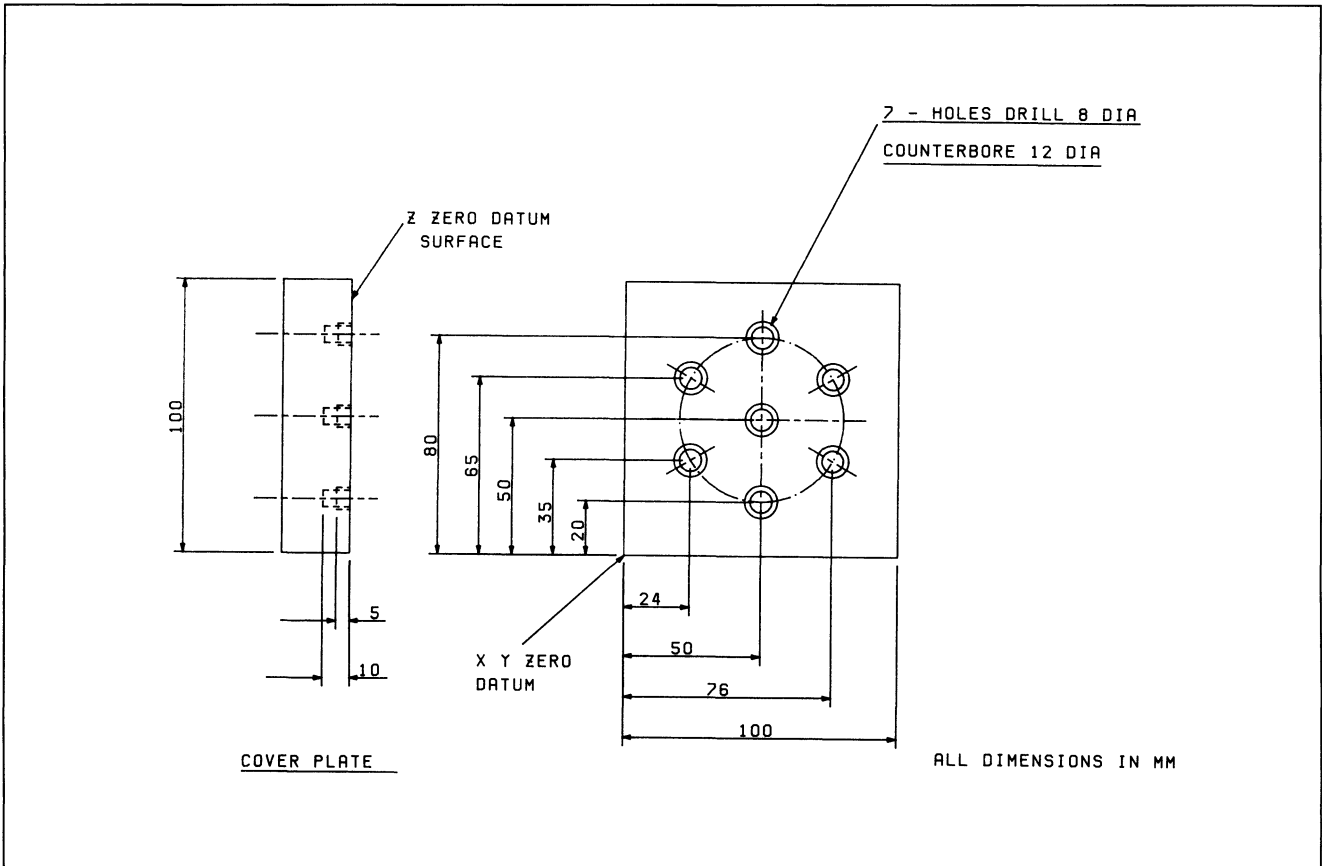 7 - HOLES DRILL 8 DIA
COUNTERBORE 12 DIA
Z ZERO DATUM
SURFACE
100
80
65
50
35
20
24
5
50
10
X Y ZERO
DATUM
76
100
COVER PLATE
ALL DIMENSIONS IN MM